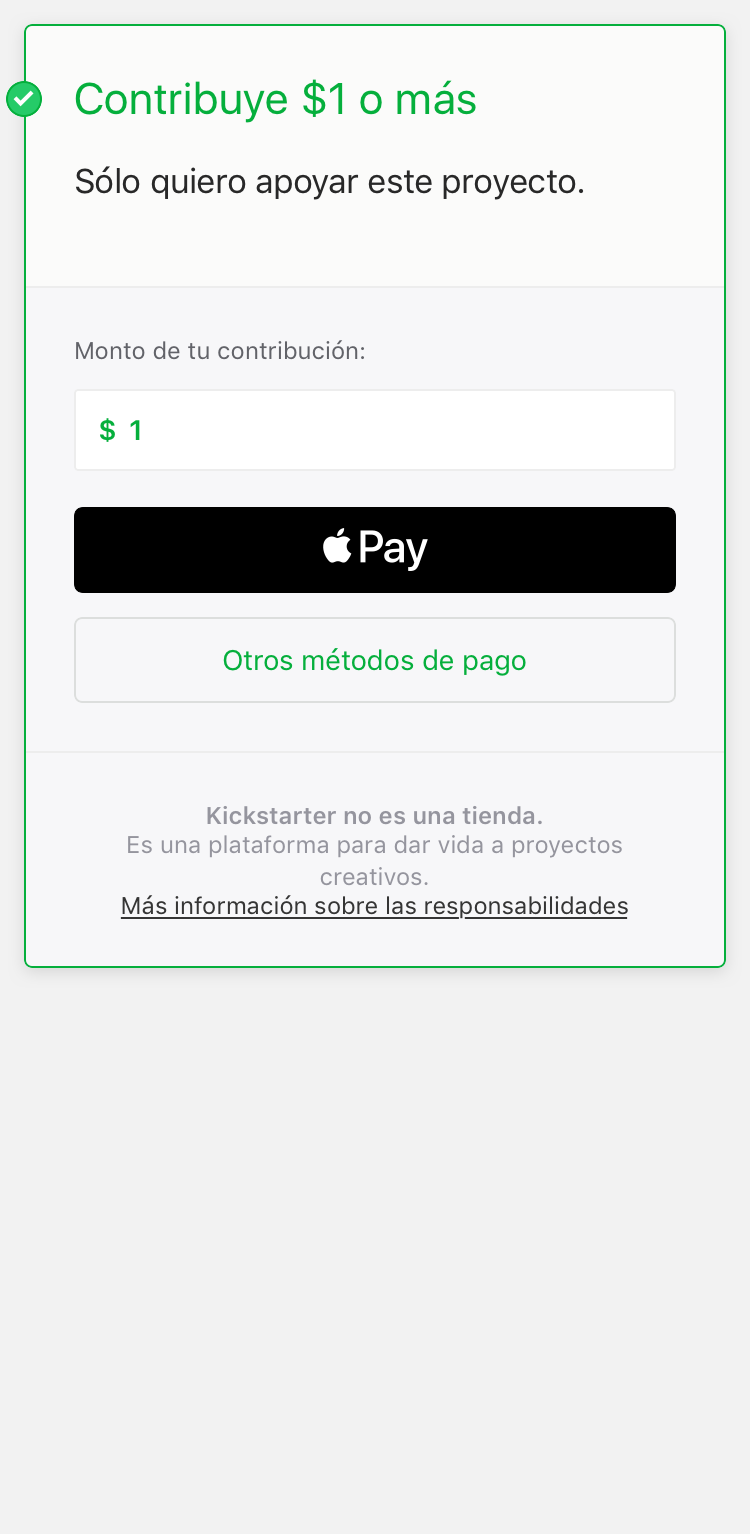 Contribuye $1 o más
Sólo quiero apoyar este proyecto.
Monto de tu contribución:
$ 1
Pay
Otros métodos de pago
Kickstarter no es una tienda.
Es una plataforma para dar vida a proyectos
creativos.
Más información sobre las responsabilidades